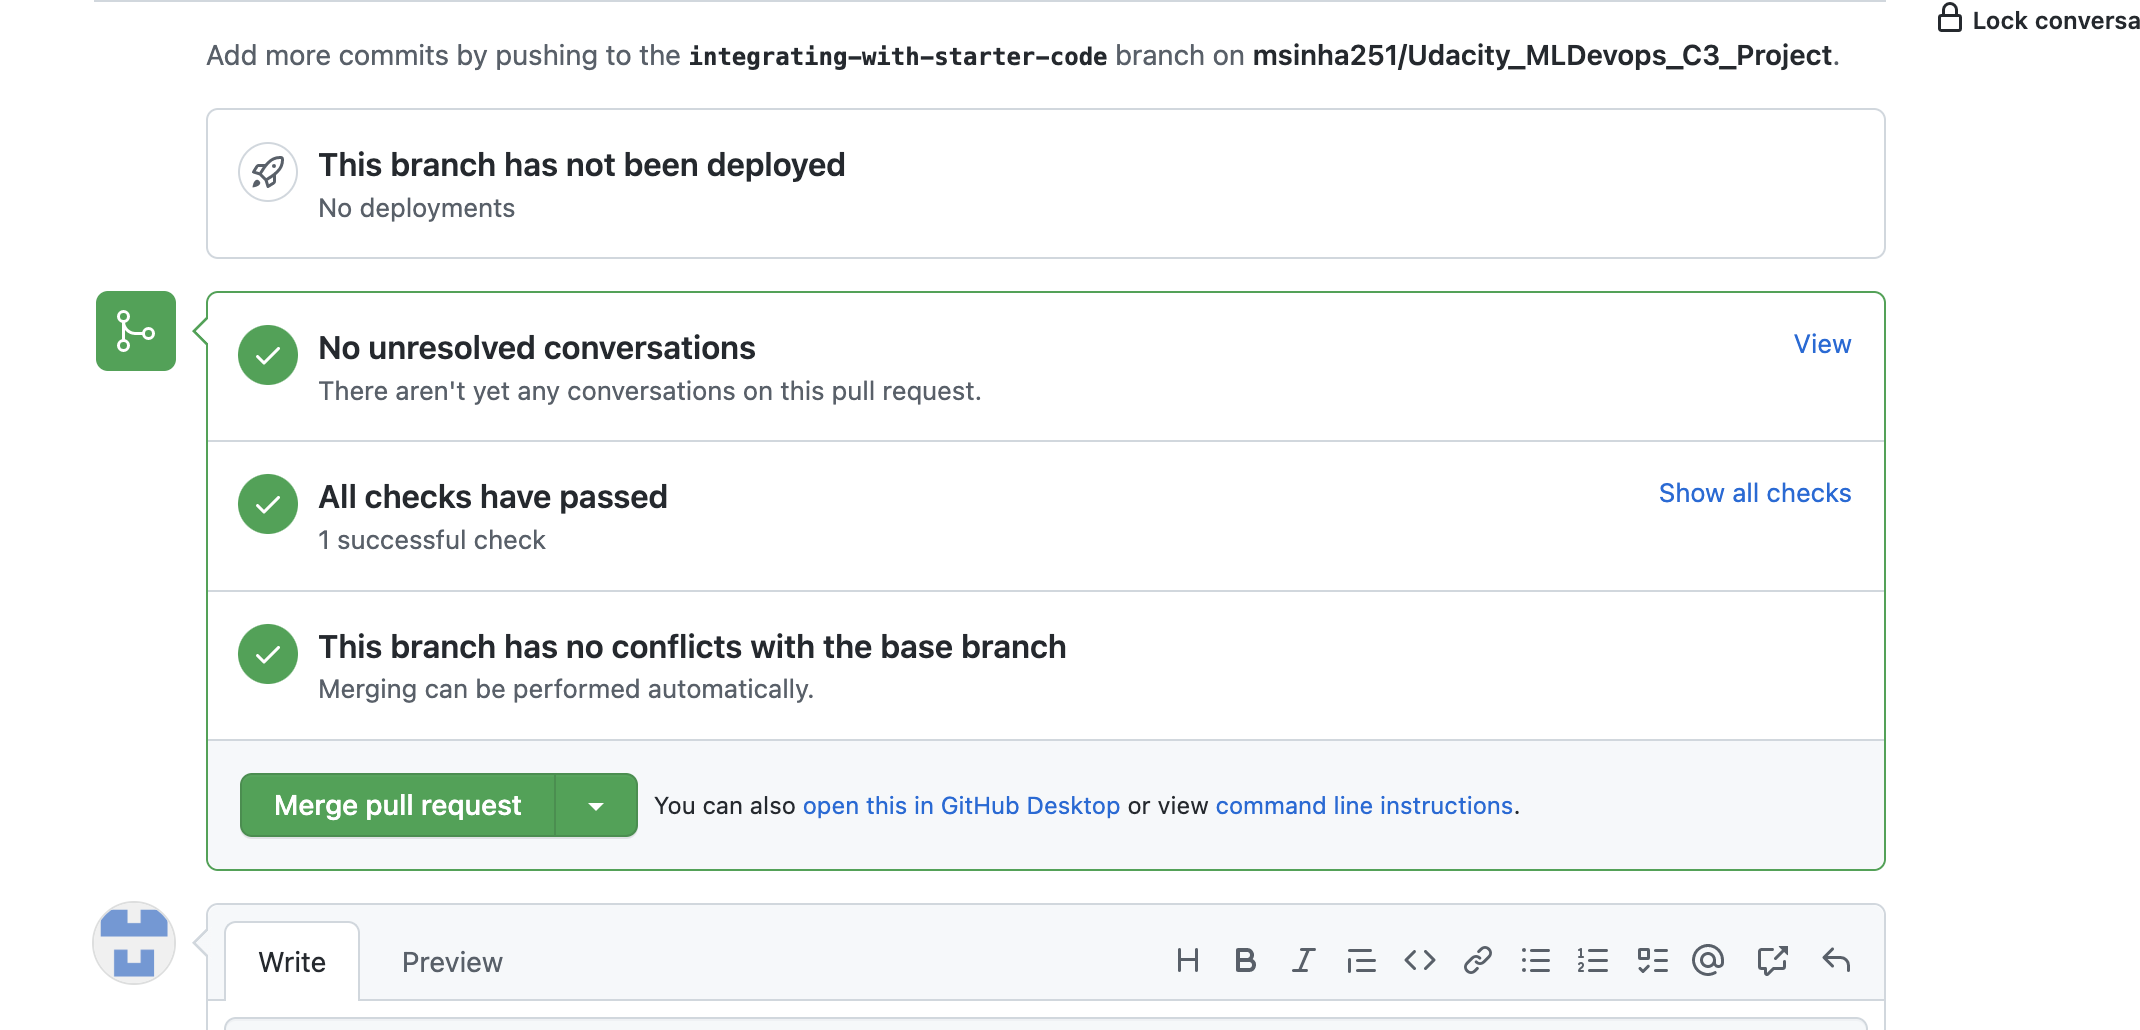 Lock conversa
Add more commits by pushing to the integrating-with-starter-code branch on msinha251/Udacity_MLDevops_C3_Project.
This branch has not been deployed
No deployments
No unresolved conversations
View
There aren't yet any conversations on this pull request.
All checks have passed
Show all checks
1 successful check
This branch has no conflicts with the base branch
Merging can be performed automatically.
Merge pull request
You can also open this in GitHub Desktop or view command line instructions.
Write
Preview